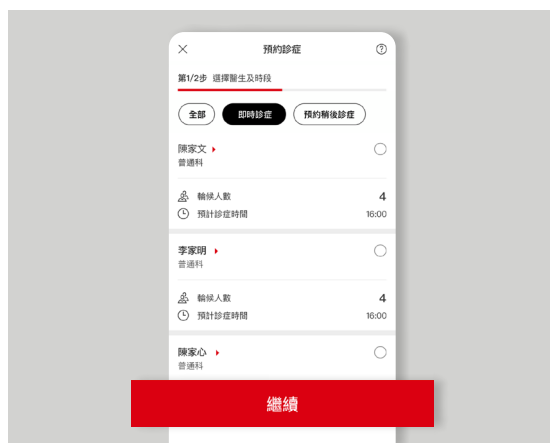 預約診症
第1/2步 選擇醫生及時段
全部 即時診症 預約稍後診症
陳家文
普通科
輪候人數 4
預計診症時間 16:00
李家明
普通科
輪候人數 4
預計診症時間 16:00
陳家心
普通科
繼續